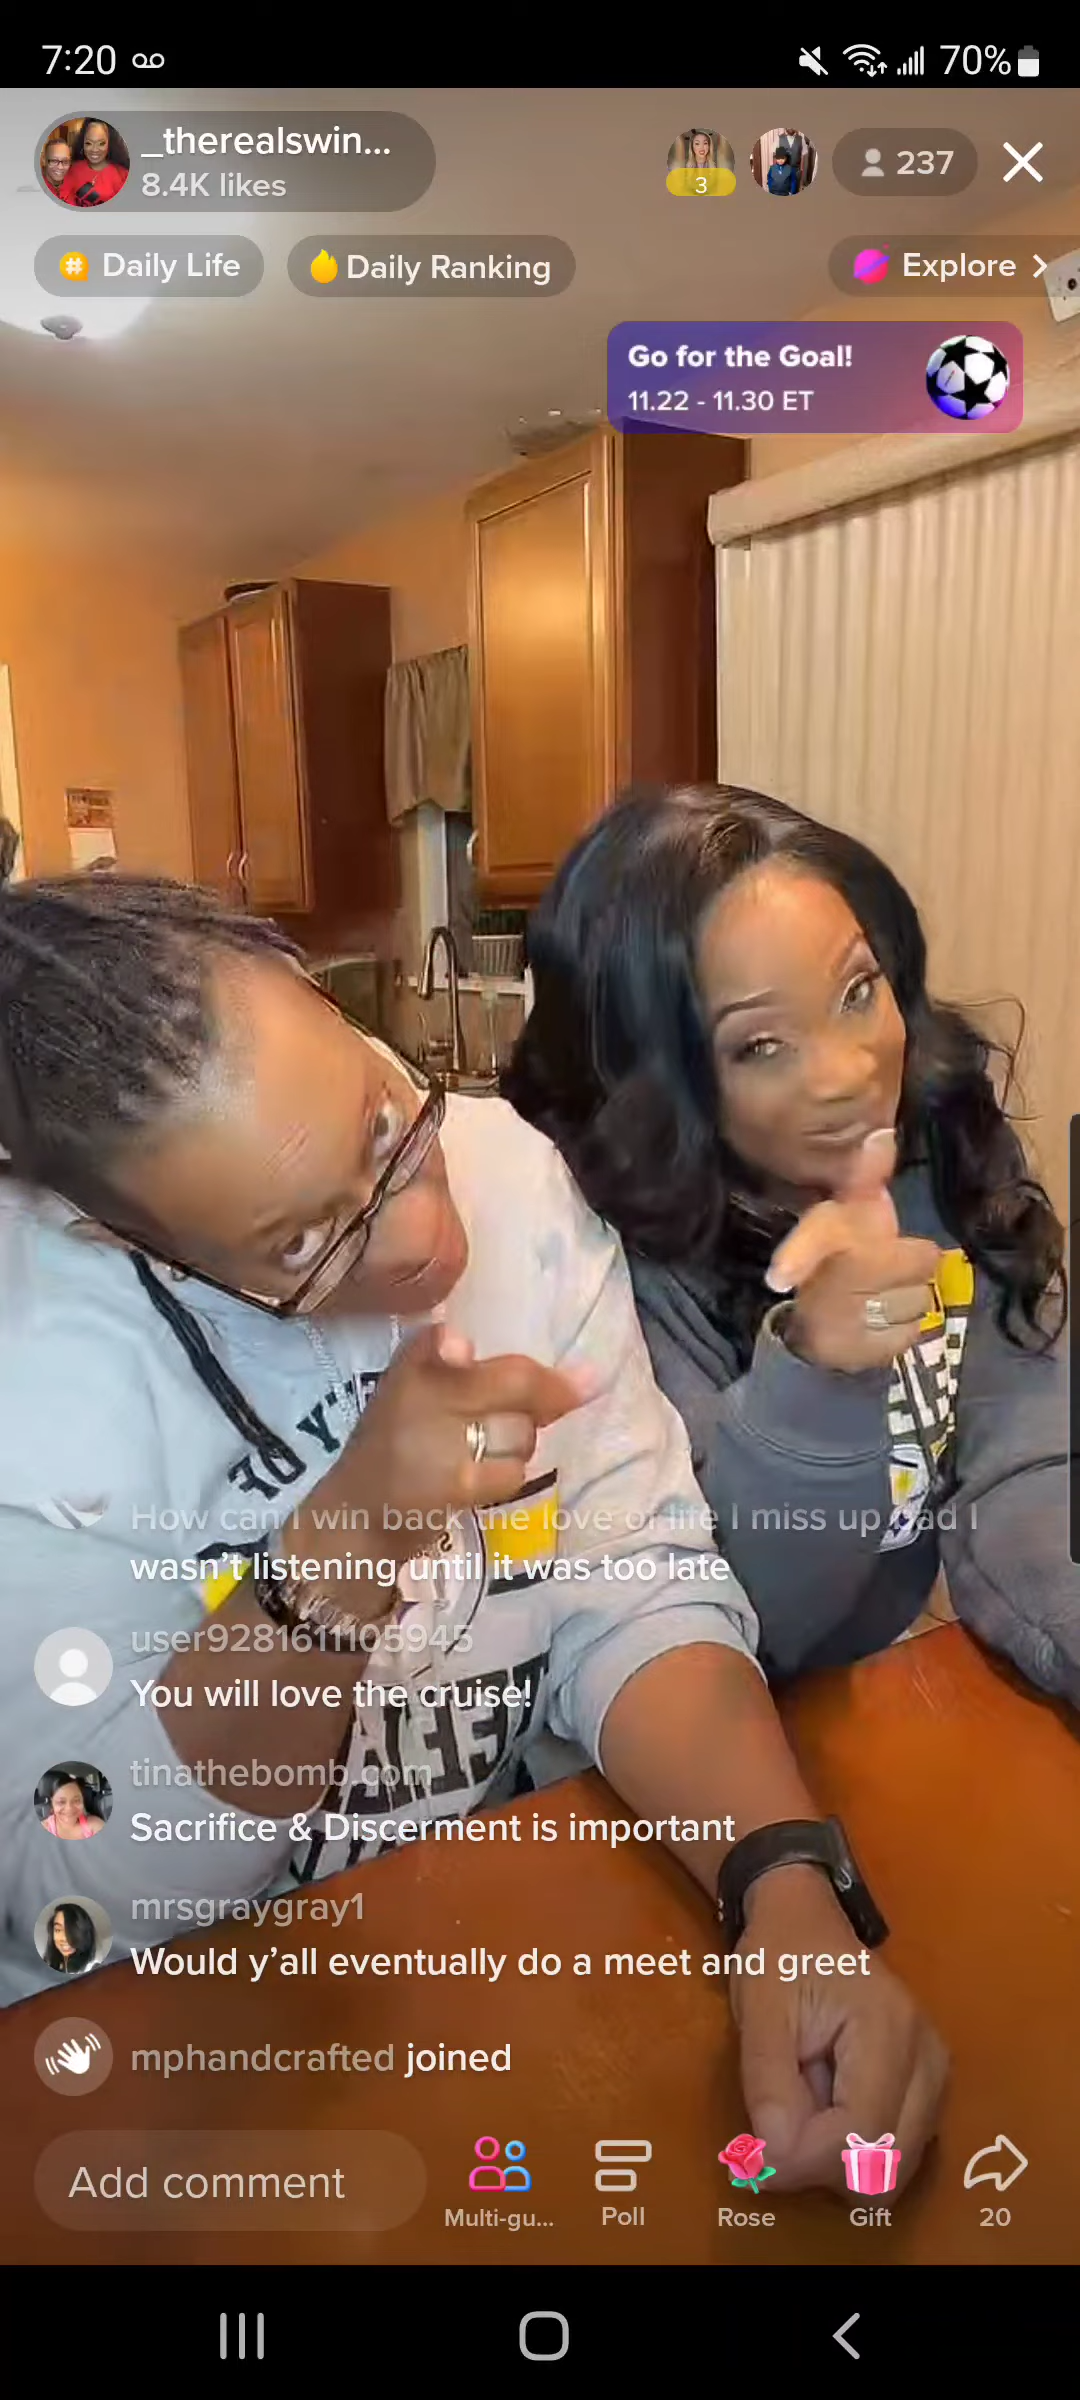 7:20
70%
_therealswin...
8.4K likes
3
237
Daily Life
Daily Ranking
Explore
Go for the Goal!
11.22 - 11.30 ET
How can I win back the love of life I miss up bad I
wasn't listening until it was too late
user9281611105945
You will love the cruise!
tinathebomb.com
Sacrifice & Discerment is important
mrsgraygray1
Would y'all eventually do a meet and greet
mphandcrafted joined
Add comment
Multi-gu...
Poll
Rose
Gift
20